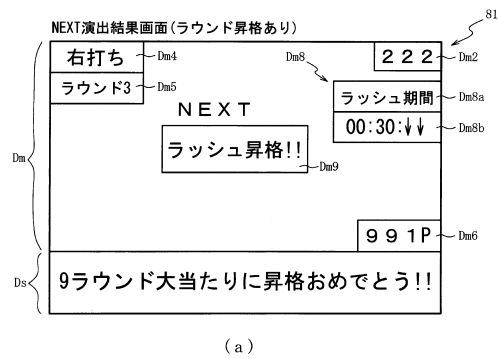 NEXT演出結果画面(ラウンド昇格あり)
81
右打ち
Dm4
222
Dm2
ラウンド3
Dm5
Dm8
ラッシュ期間
Dm8a
00:30:↓↓
Dm8b
NEXT
ラッシュ昇格!!
Dm9
Dm
991P
Dm6
Ds
9ラウンド大当たりに昇格おめでとう!!
(a)